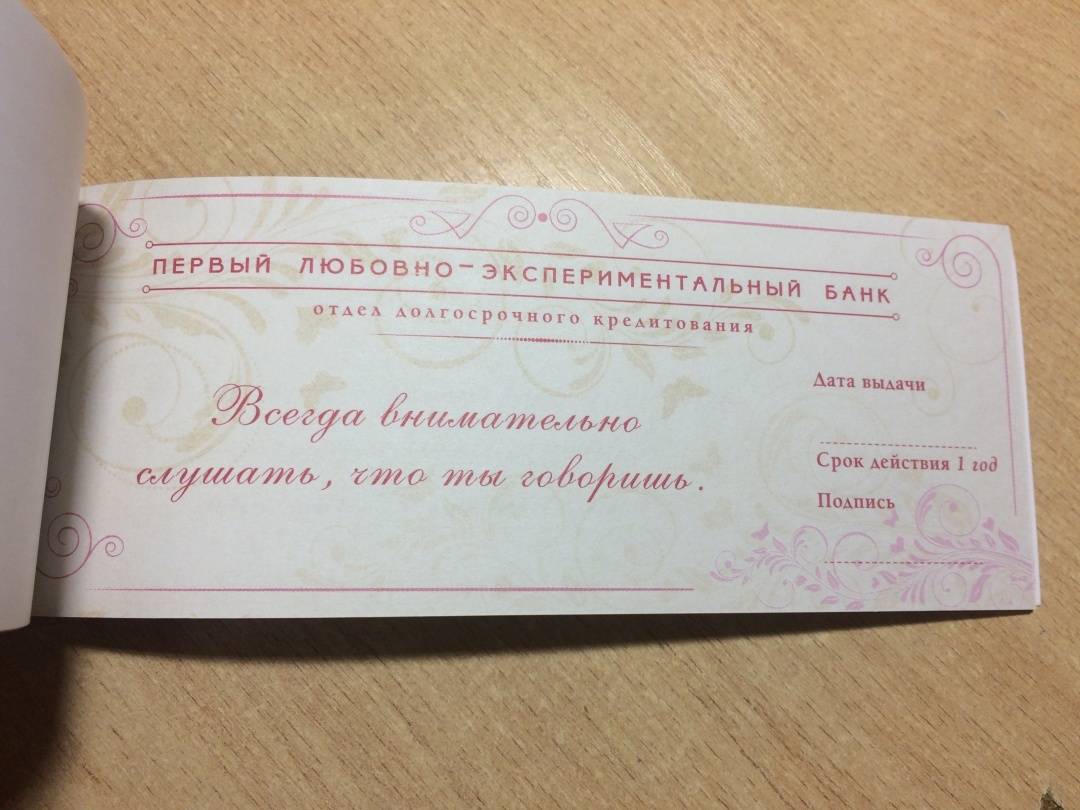 ПЕРВЫЙ ЛЮБОВНО-ЭКСПЕРИМЕНТАЛЬНЫЙ БАНК
отдел долгосрочного кредитования
Всегда внимательно
слушать, что ты говоришь.
Дата выдачи
Срок действия 1 год
Подпись